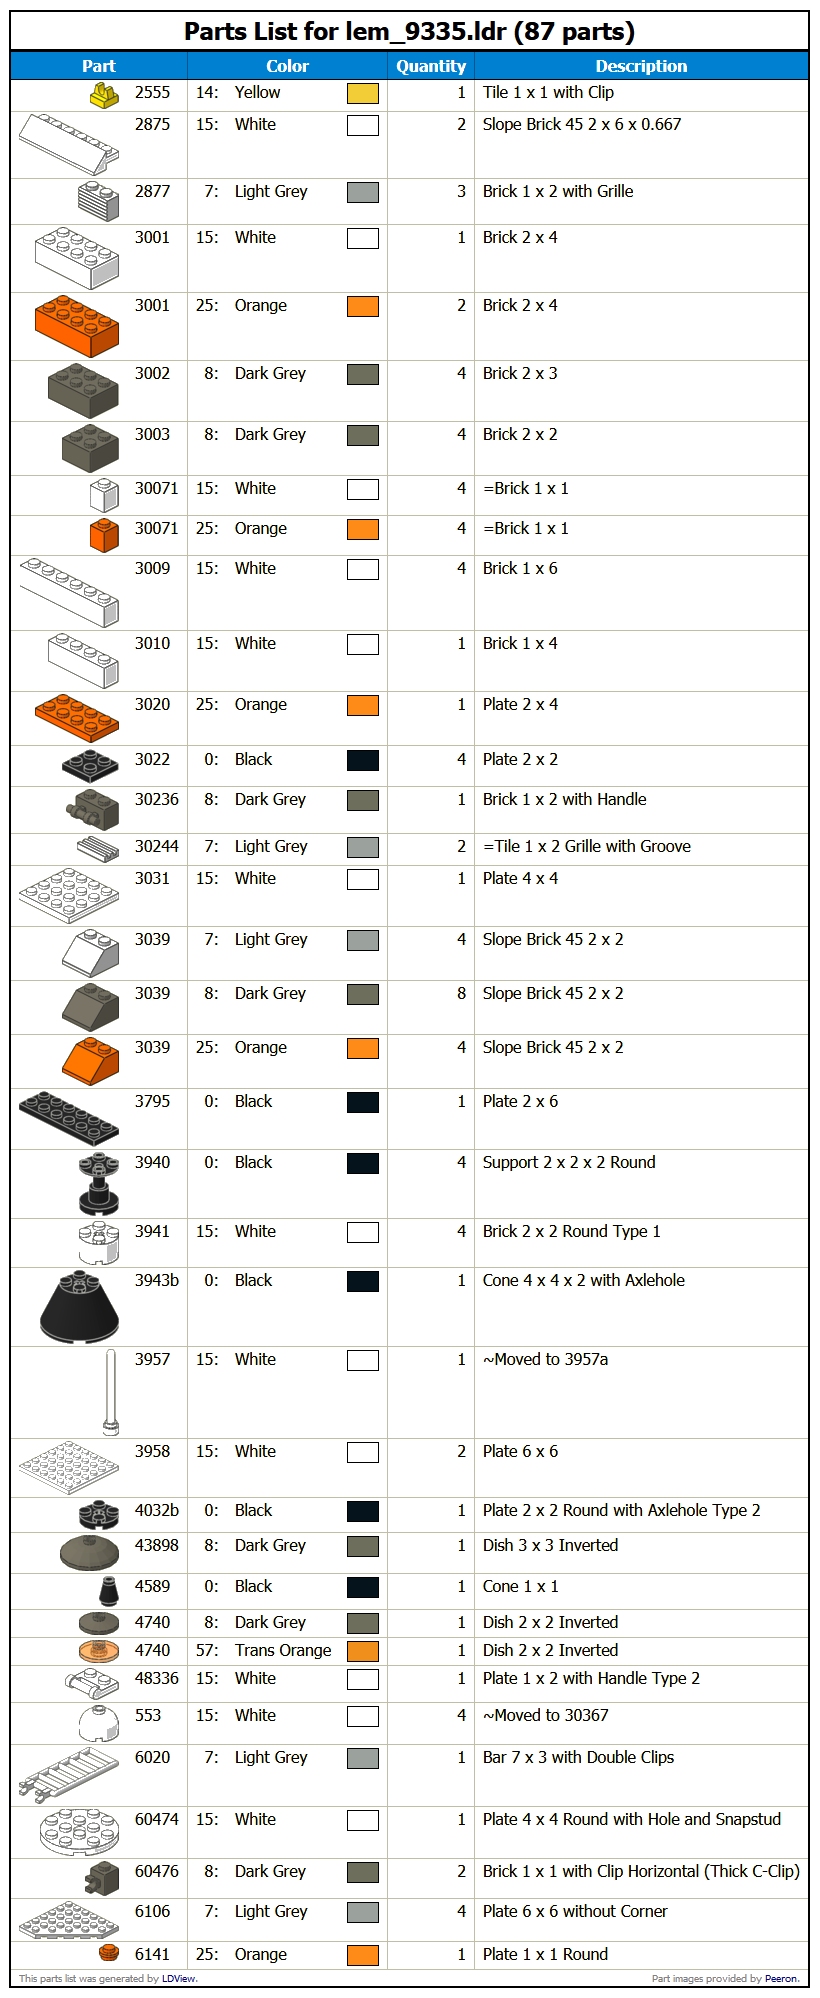 Parts List for lem_9335.ldr (87 parts)
Part Color Quantity Description
2555 14: Yellow 1 Tile 1 x 1 with Clip
2875 15: White 2 Slope Brick 45 2 x 6 x 0.667
2877 7: Light Grey 3 Brick 1 x 2 with Grille
3001 15: White 1 Brick 2 x 4
3001 25: Orange 2 Brick 2 x 4
3002 8: Dark Grey 4 Brick 2 x 3
3003 8: Dark Grey 4 Brick 2 x 2
30071 15: White 4 =Brick 1 x 1
30071 25: Orange 4 =Brick 1 x 1
3009 15: White 4 Brick 1 x 6
3010 15: White 1 Brick 1 x 4
3020 25: Orange 1 Plate 2 x 4
3022 0: Black 4 Plate 2 x 2
30236 8: Dark Grey 1 Brick 1 x 2 with Handle
30244 7: Light Grey 2 =Tile 1 x 2 Grille with Groove
3031 15: White 1 Plate 4 x 4
3039 7: Light Grey 4 Slope Brick 45 2 x 2
3039 8: Dark Grey 8 Slope Brick 45 2 x 2
3039 25: Orange 4 Slope Brick 45 2 x 2
3795 0: Black 1 Plate 2 x 6
3940 0: Black 4 Support 2 x 2 x 2 Round
3941 15: White 4 Brick 2 x 2 Round Type 1
3943b 0: Black 1 Cone 4 x 4 x 2 with Axlehole
3957 15: White 1 ~Moved to 3957a
3958 15: White 2 Plate 6 x 6
4032b 0: Black 1 Plate 2 x 2 Round with Axlehole Type 2
43898 8: Dark Grey 1 Dish 3 x 3 Inverted
4589 0: Black 1 Cone 1 x 1
4740 8: Dark Grey 1 Dish 2 x 2 Inverted
4740 57: Trans Orange 1 Dish 2 x 2 Inverted
48336 15: White 1 Plate 1 x 2 with Handle Type 2
553 15: White 4 ~Moved to 30367
6020 7: Light Grey 1 Bar 7 x 3 with Double Clips
60474 15: White 1 Plate 4 x 4 Round with Hole and Snapstud
60476 8: Dark Grey 2 Brick 1 x 1 with Clip Horizontal (Thick C-Clip)
6106 7: Light Grey 4 Plate 6 x 6 without Corner
6141 25: Orange 1 Plate 1 x 1 Round
This parts list was generated by LDView. Part images provided by Peeron.